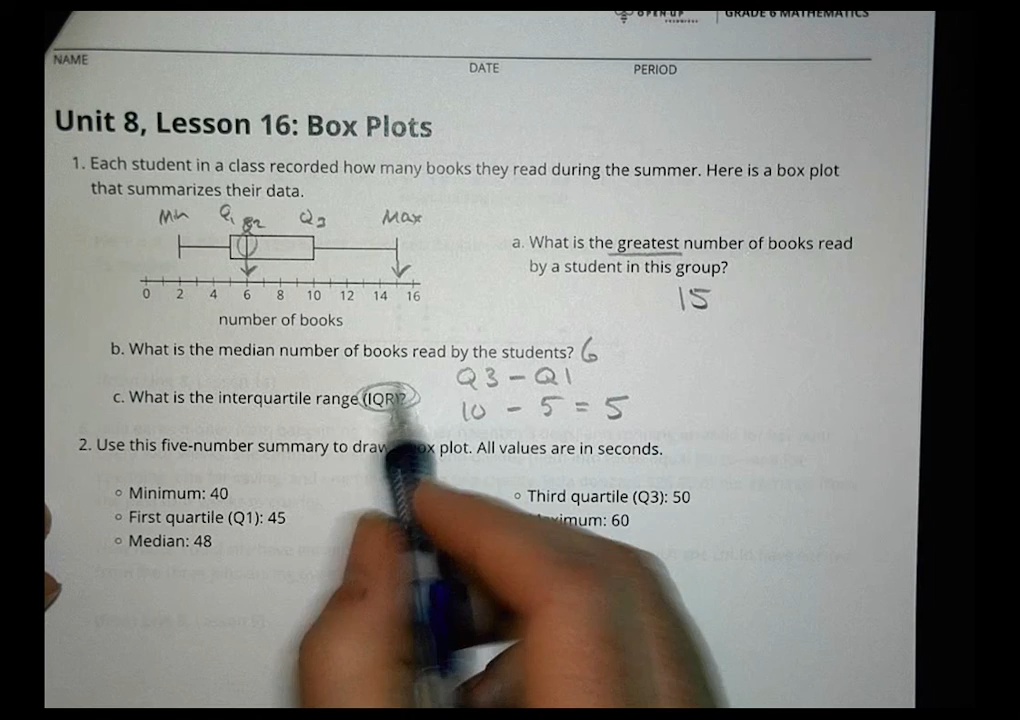 OPEN UP GRADE 6 MATHEMATICS
NAME DATE PERIOD
Unit 8, Lesson 16: Box Plots
1. Each student in a class recorded how many books they read during the summer. Here is a box plot
that summarizes their data.
Min Q1 Q2 Q3 Max
a. What is the greatest number of books read
by a student in this group?
15
0 2 4 6 8 10 12 14 16
number of books
b. What is the median number of books read by the students? 6
Q3 - Q1
c. What is the interquartile range (IQR)? 10 - 5 = 5
2. Use this five-number summary to draw box plot. All values are in seconds.
◦ Minimum: 40
◦ First quartile (Q1): 45
◦ Median: 48
◦ Third quartile (Q3): 50
60